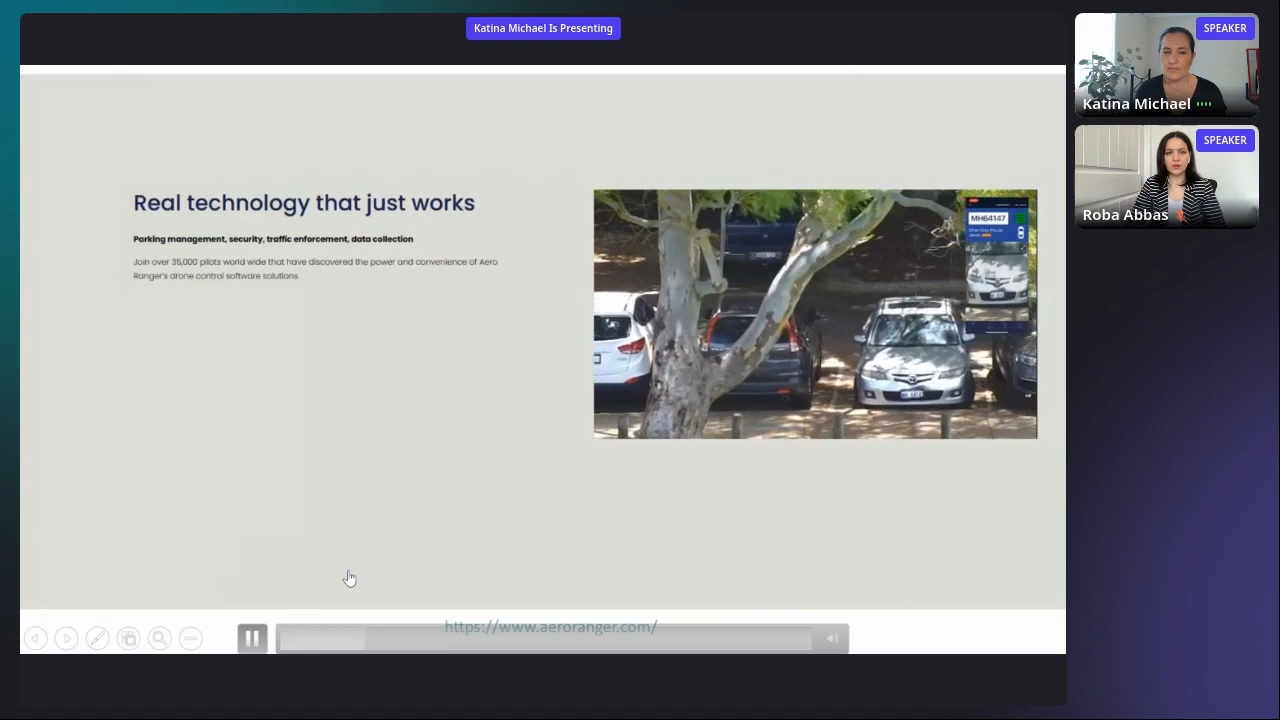 Katina Michael Is Presenting
SPEAKER
Katina Michael
SPEAKER
Roba Abbas
Real technology that just works
Parking management, security, traffic enforcement, data collection
Join over 35,000 pilots world wide that have discovered the power and convenience of Aero
Ranger's drone control software solutions
MH64147
https://www.aeroranger.com/